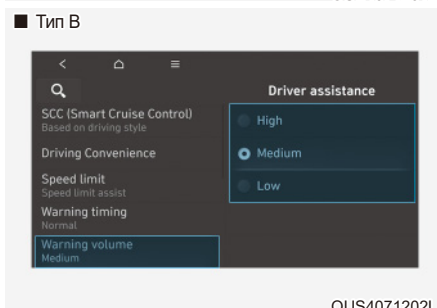 ■ Тип B
Driver assistance
SCC (Smart Cruise Control)
Based on driving style
High
Driving Convenience
Medium
Speed limit
Speed limit assist
Low
Warning timing
Normal
Warning volume
Medium